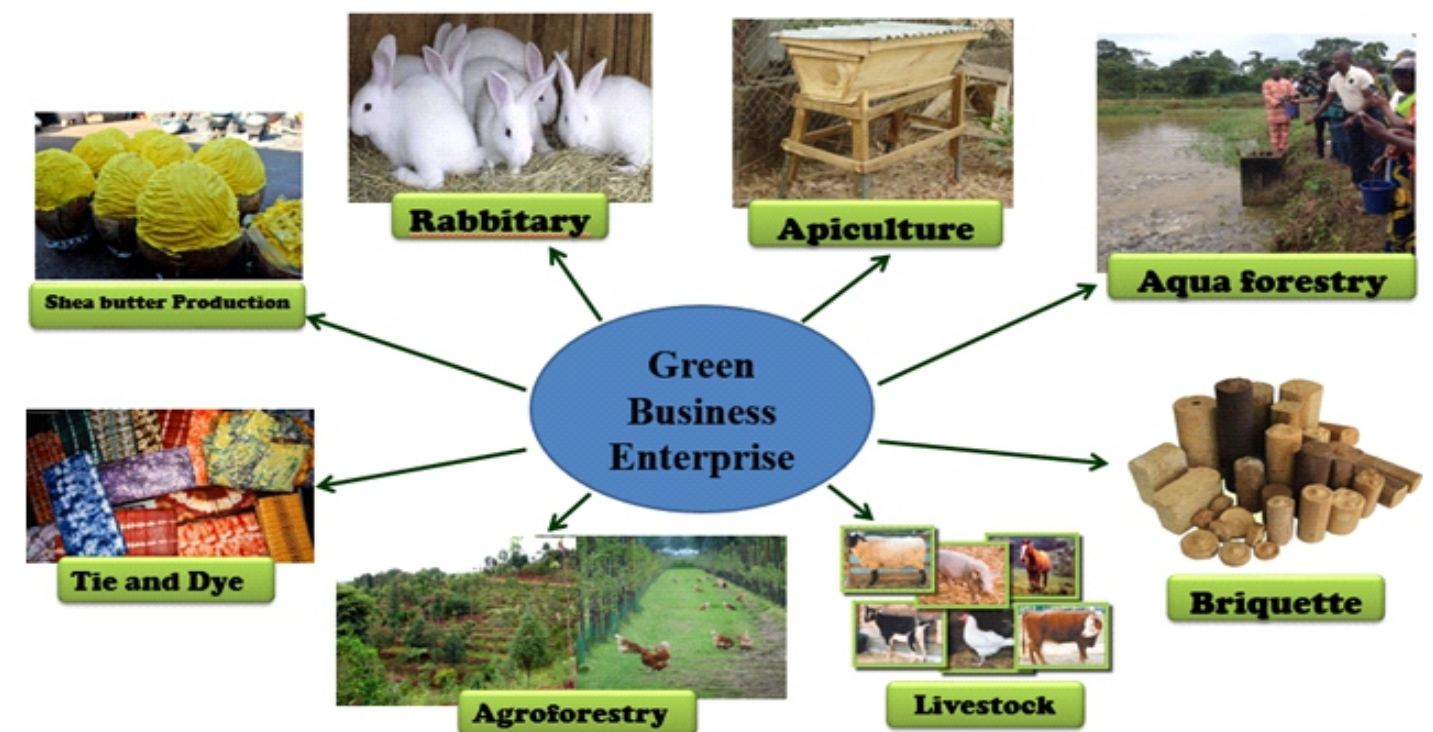 Rabbitary
Apiculture
Aqua forestry
Shea butter Production
Green
Business
Enterprise
Tie and Dye
Briquette
Agroforestry
Livestock